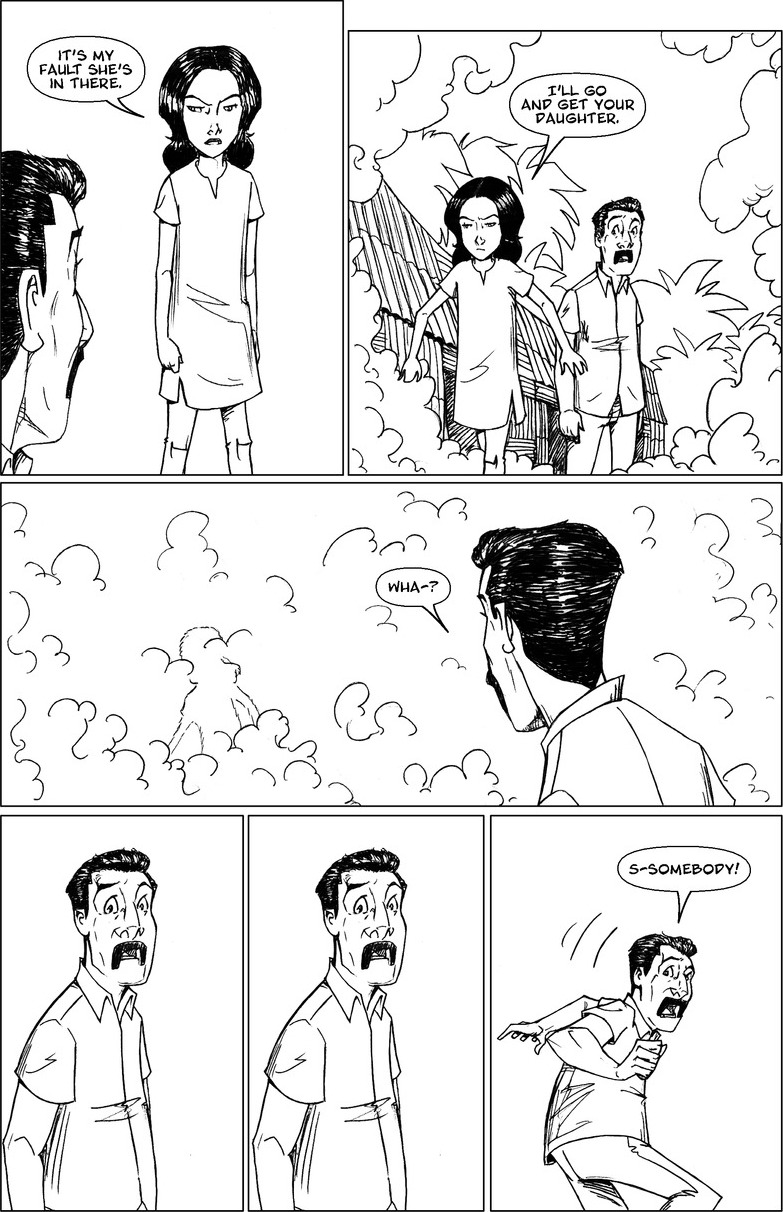 IT'S MY
FAULT SHE'S
IN THERE.
I'LL GO
AND GET YOUR
DAUGHTER.
WHA-?
S-SOMEBODY!